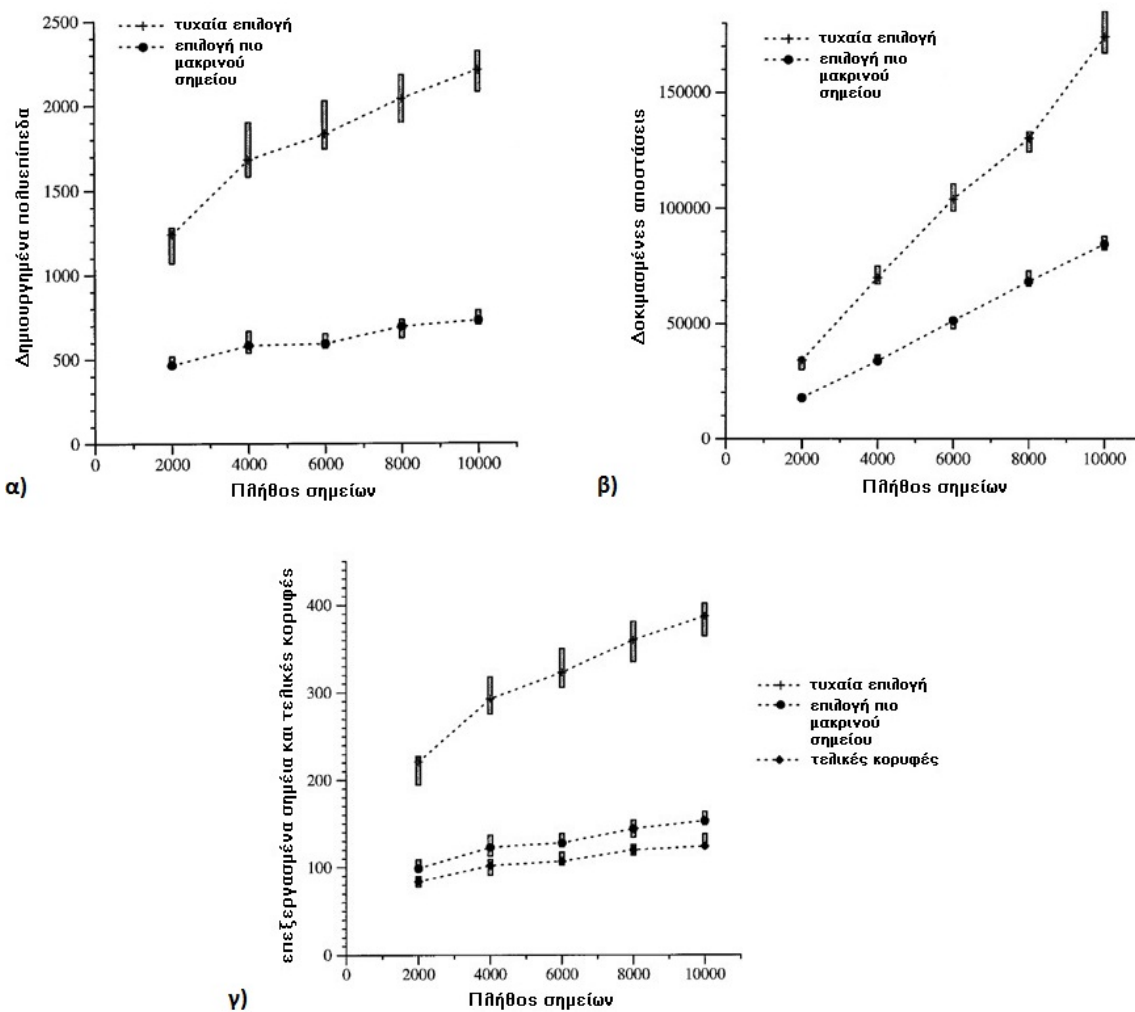 2500
2000
1500
1000
500
0
Δημιουργημένα πολυεπίπεδα
τυχαία επιλογή
επιλογή πιο
μακρινού
σημείου
0 2000 4000 6000 8000 10000
Πλήθος σημείων
α)
150000
100000
50000
0
Δοκιμασμένες αποστάσεις
τυχαία επιλογή
επιλογή πιο
μακρινού
σημείου
0 2000 4000 6000 8000 10000
Πλήθος σημείων
β)
400
300
200
100
0
επεξεργασμένα σημέια και τελικές κορυφές
τυχαία επιλογή
επιλογή πιο
μακρινού
σημείου
τελικές κορυφές
0 2000 4000 6000 8000 10000
Πλήθος σημείων
γ)